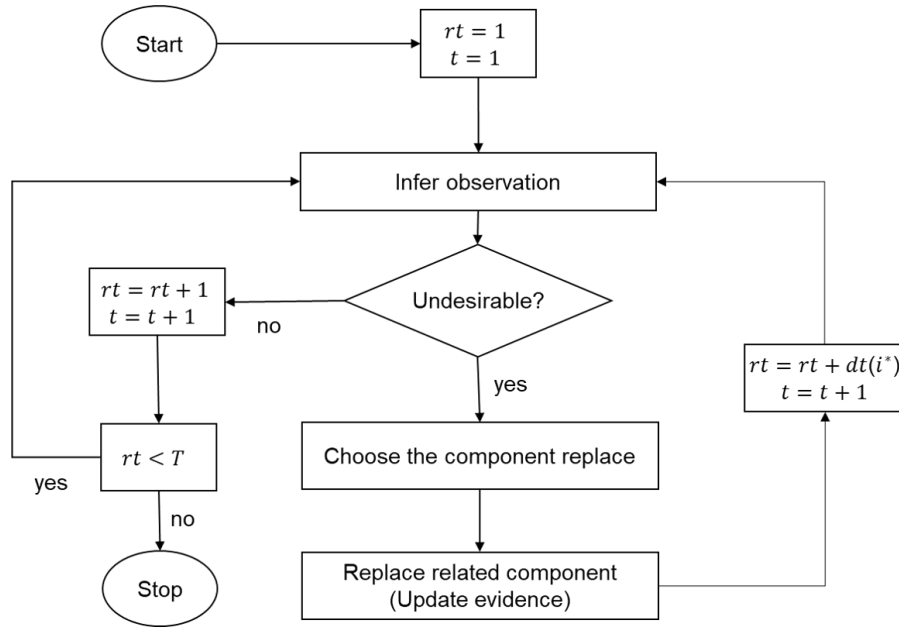 Start
rt = 1
t = 1
Infer observation
Undesirable?
no
rt = rt + 1
t = t + 1
yes
rt = rt + dt(i*)
t = t + 1
rt < T
yes
no
Choose the component replace
Replace related component
(Update evidence)
Stop